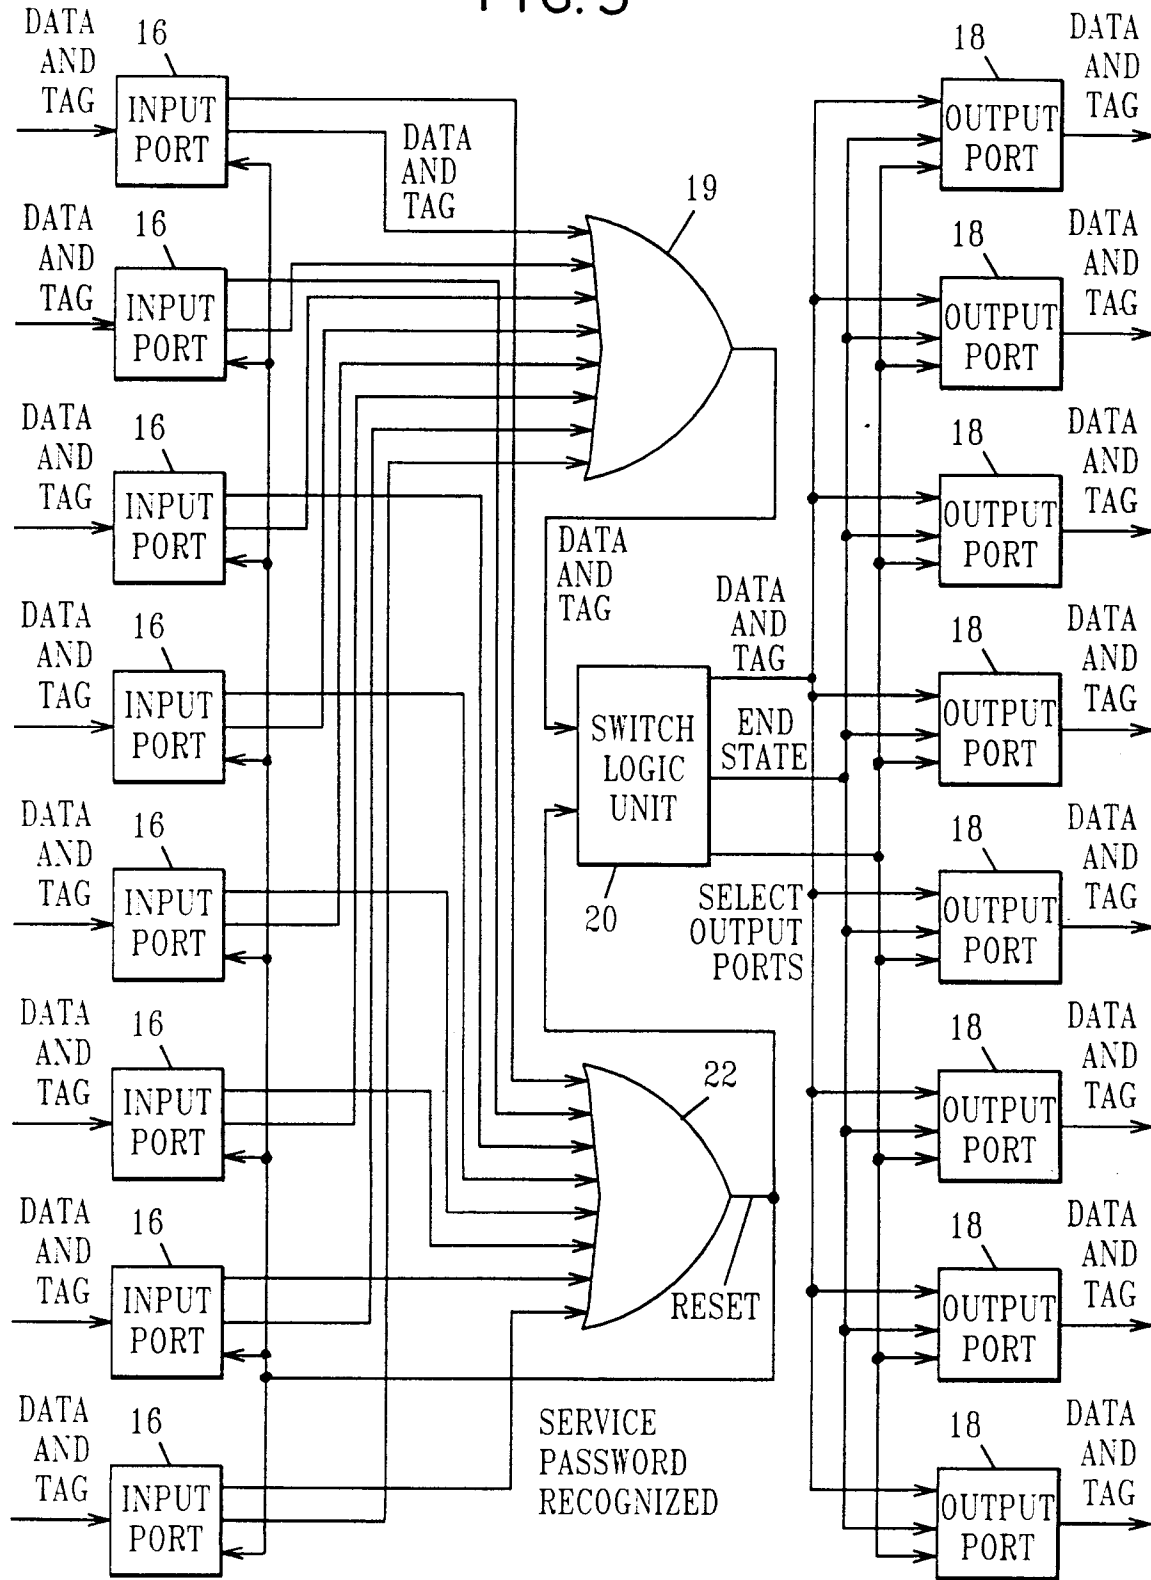 FIG. 3
DATA
AND
TAG
16
INPUT
PORT
DATA
AND
TAG
16
INPUT
PORT
DATA
AND
TAG
16
INPUT
PORT
DATA
AND
TAG
16
INPUT
PORT
DATA
AND
TAG
16
INPUT
PORT
DATA
AND
TAG
16
INPUT
PORT
DATA
AND
TAG
16
INPUT
PORT
DATA
AND
TAG
16
INPUT
PORT
DATA
AND
TAG
19
DATA
AND
TAG
SWITCH
LOGIC
UNIT
20
DATA
AND
TAG
END
STATE
SELECT
OUTPUT
PORTS
22
RESET
SERVICE
PASSWORD
RECOGNIZED
18
OUTPUT
PORT
DATA
AND
TAG
18
OUTPUT
PORT
DATA
AND
TAG
18
OUTPUT
PORT
DATA
AND
TAG
18
OUTPUT
PORT
DATA
AND
TAG
18
OUTPUT
PORT
DATA
AND
TAG
18
OUTPUT
PORT
DATA
AND
TAG
18
OUTPUT
PORT
DATA
AND
TAG
18
OUTPUT
PORT
DATA
AND
TAG